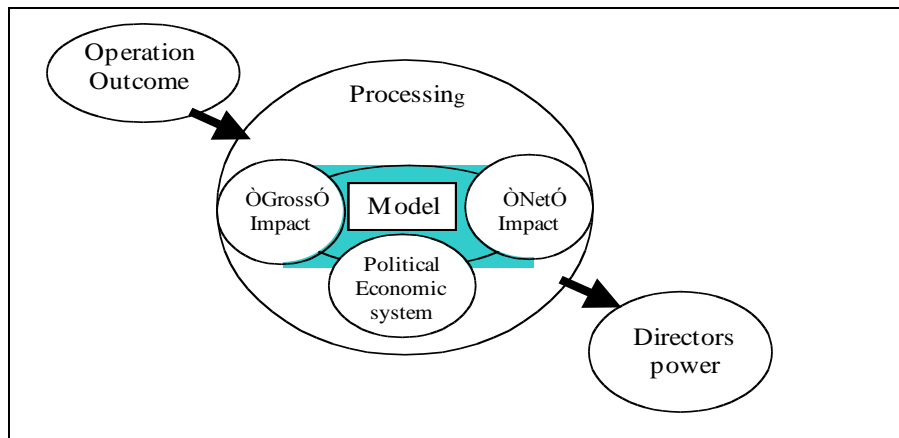 Operation
Outcome
Processing
ÒGrossÓ
Impact
Model
ÒNetÓ
Impact
Political
Economic
system
Directors
power